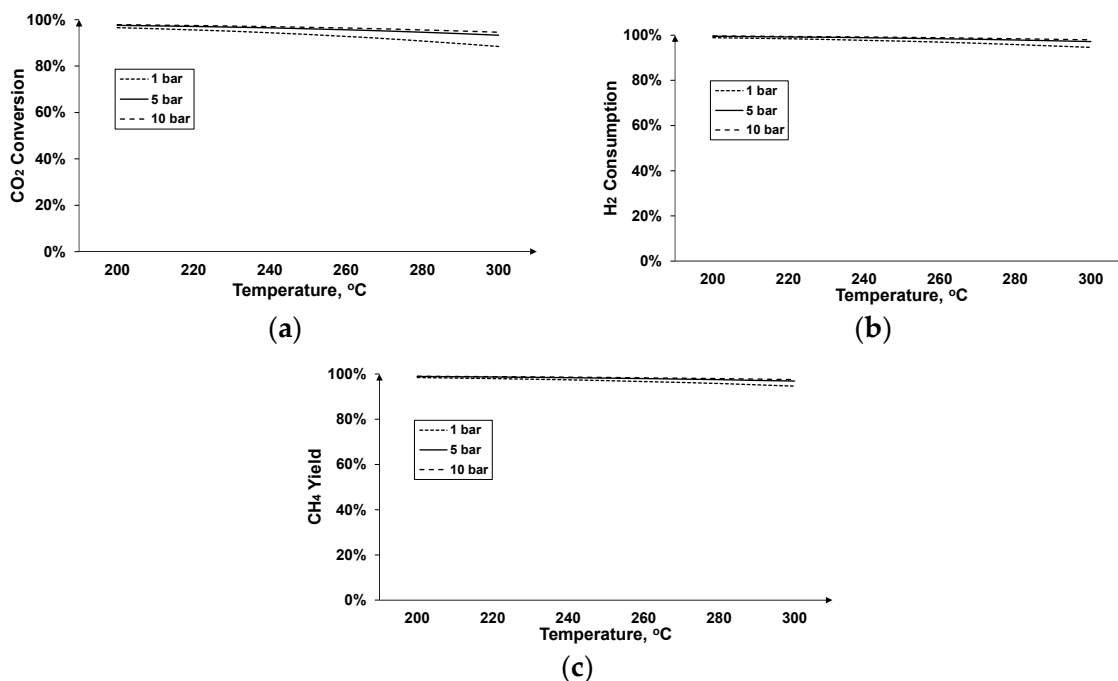 100%
80%
60%
40%
20%
0%
CO2 Conversion
1 bar
5 bar
10 bar
200 220 240 260 280 300
Temperature, oC
(a)
100%
80%
60%
40%
20%
0%
H2 Consumption
1 bar
5 bar
10 bar
200 220 240 260 280 300
Temperature, oC
(b)
100%
80%
60%
40%
20%
0%
CH4 Yield
1 bar
5 bar
10 bar
200 220 240 260 280 300
Temperature, oC
(c)